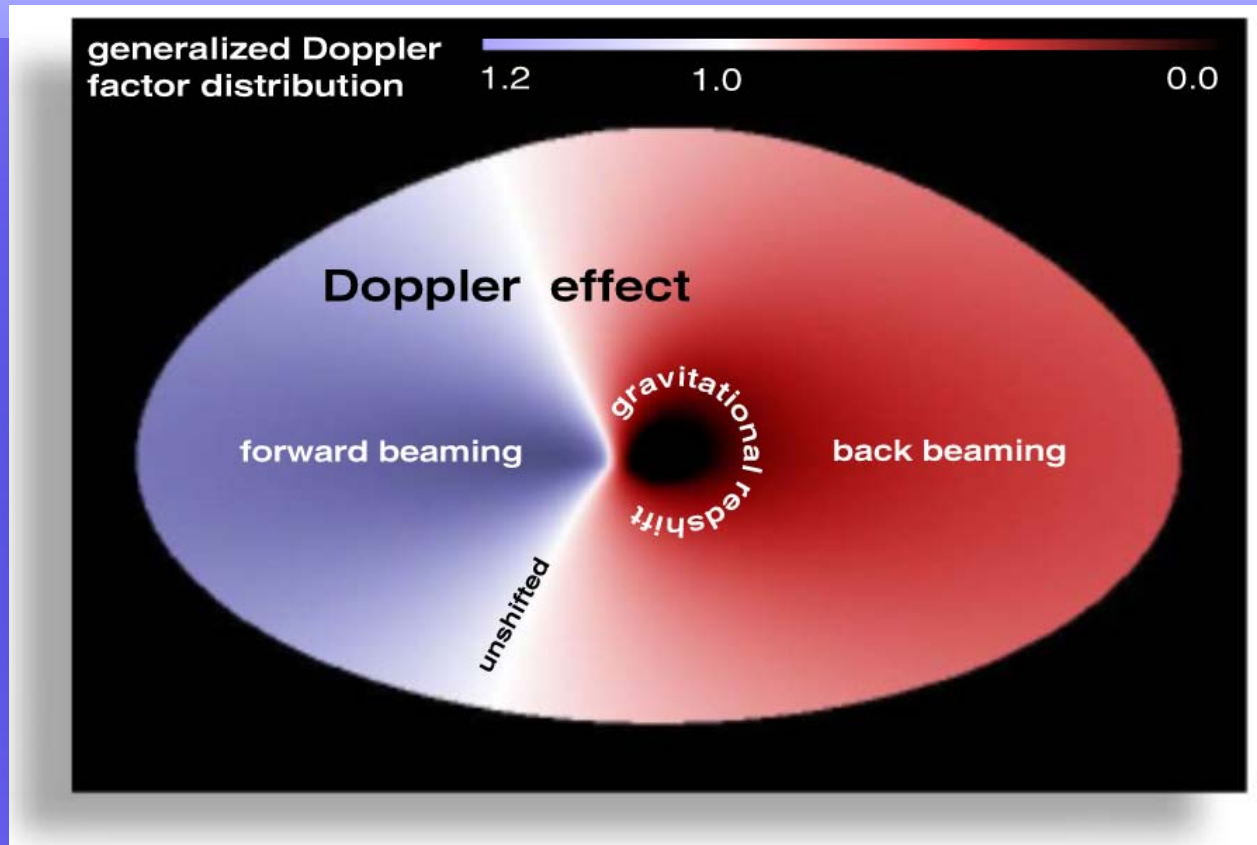 generalized Doppler
factor distribution
1.2 1.0 0.0
Doppler effect
gravitational redshift
forward beaming
back beaming
unshifted